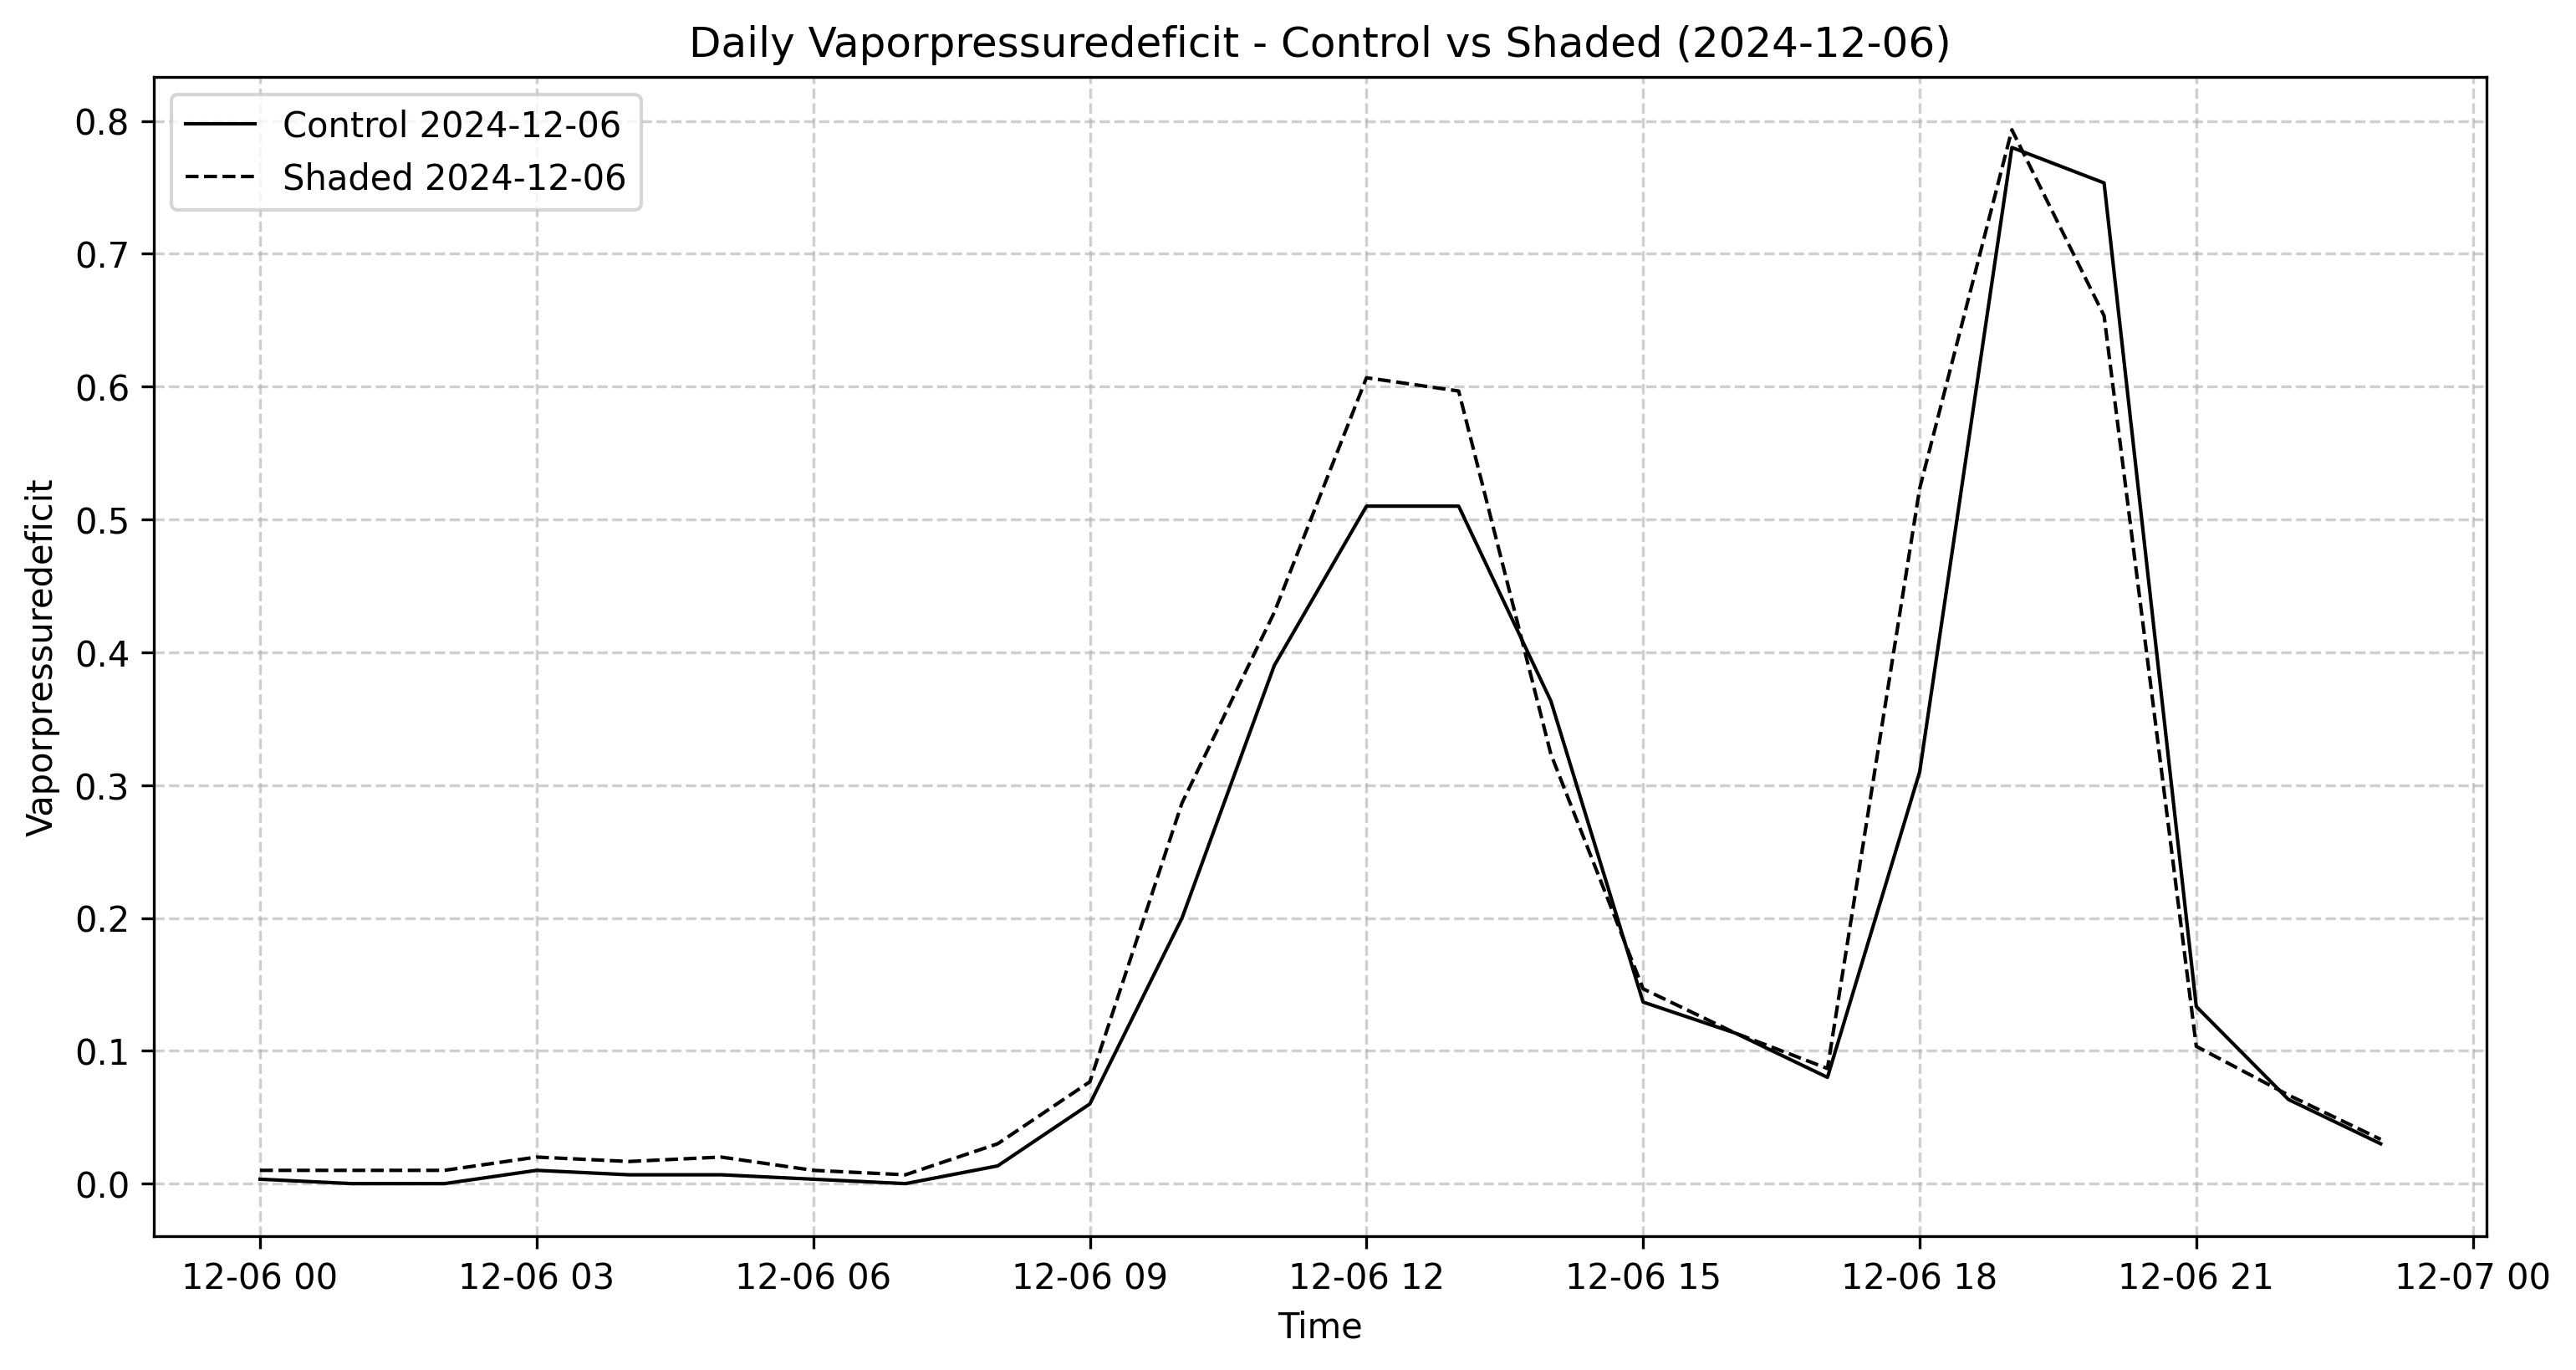 Daily Vaporpressuredeficit - Control vs Shaded (2024-12-06)
Control 2024-12-06
Shaded 2024-12-06
Vaporpressuredeficit
0.8
0.7
0.6
0.5
0.4
0.3
0.2
0.1
0.0
12-06 00 12-06 03 12-06 06 12-06 09 12-06 12 12-06 15 12-06 18 12-06 21 12-07 00
Time